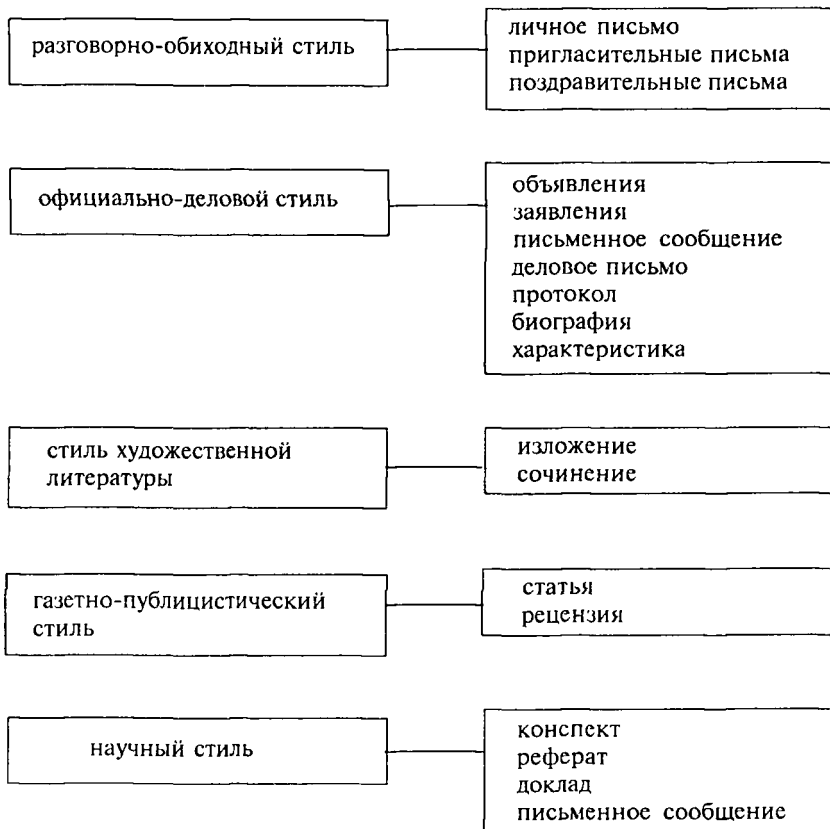 разговорно-обиходный стиль
личное письмо
пригласительные письма
поздравительные письма
официально-деловой стиль
объявления
заявления
письменное сообщение
деловое письмо
протокол
биография
характеристика
стиль художественной
литературы
изложение
сочинение
газетно-публицистический
стиль
статья
рецензия
научный стиль
конспект
реферат
доклад
письменное сообщение